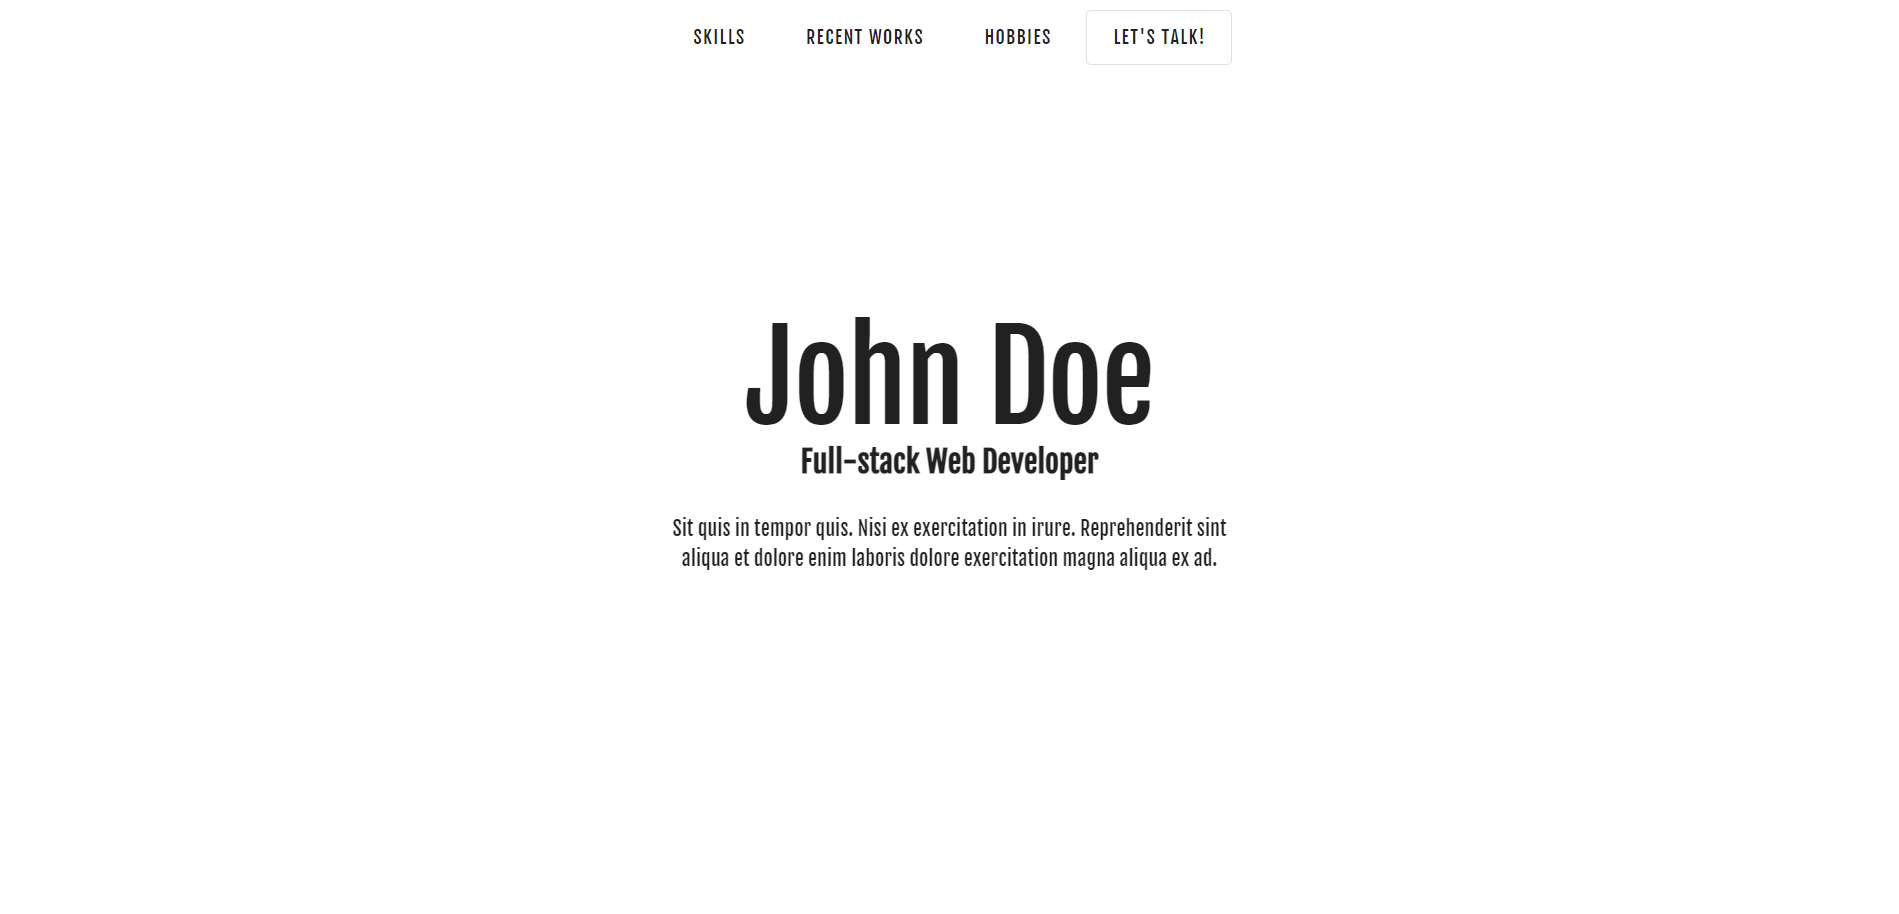 SKILLS RECENT WORKS HOBBIES LET'S TALK!
John Doe
Full-stack Web Developer
Sit quis in tempor quis. Nisi ex exercitation in irure. Reprehenderit sint
aliqua et dolore enim laboris dolore exercitation magna aliqua ex ad.